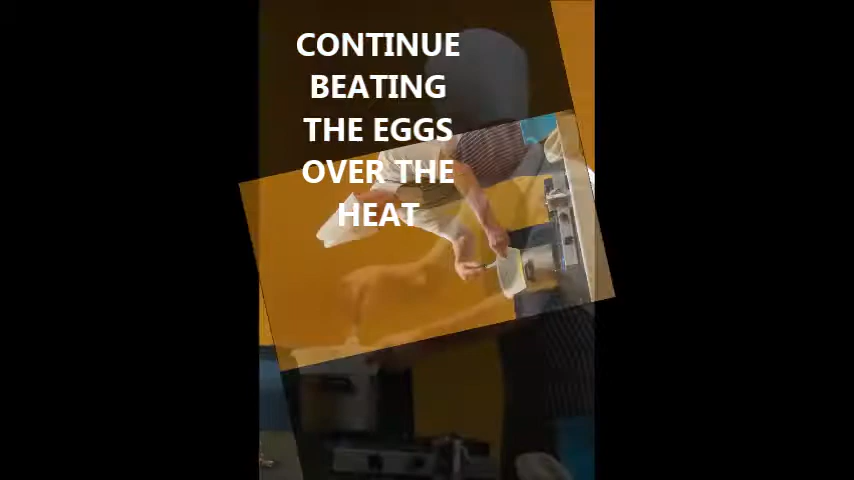 CONTINUE
BEATING
THE EGGS
OVER THE
HEAT